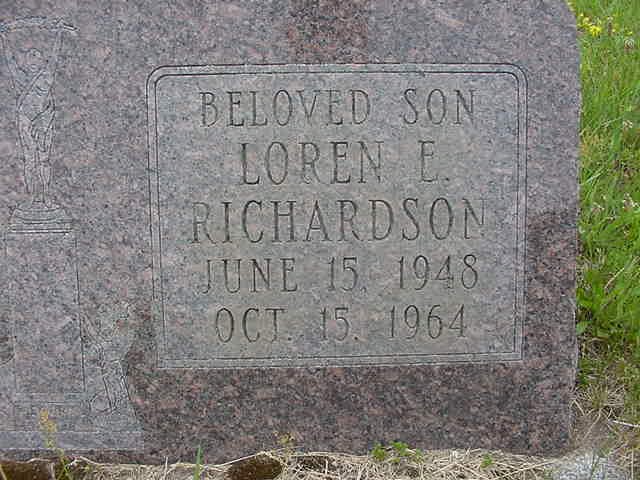 BELOVED SON
LOREN E.
RICHARDSON
JUNE 15, 1948
OCT. 15, 1964